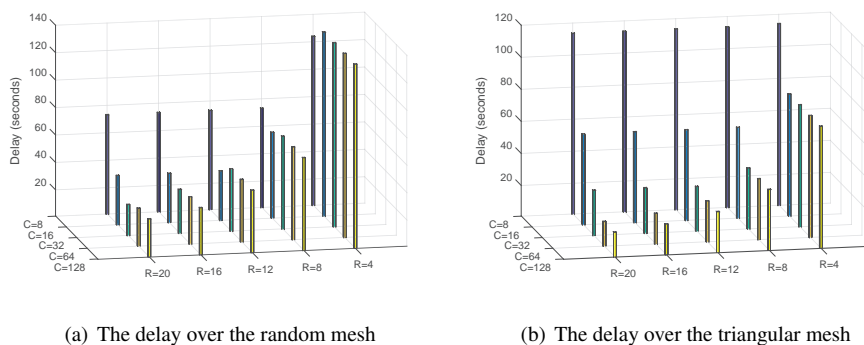 140
120
100
80
60
40
20
Delay (seconds)
C=8
C=16
C=32
C=64
C=128
R=20
R=16
R=12
R=8
R=4
120
100
80
60
40
20
Delay (seconds)
C=8
C=16
C=32
C=64
C=128
R=20
R=16
R=12
R=8
R=4
(a) The delay over the random mesh
(b) The delay over the triangular mesh